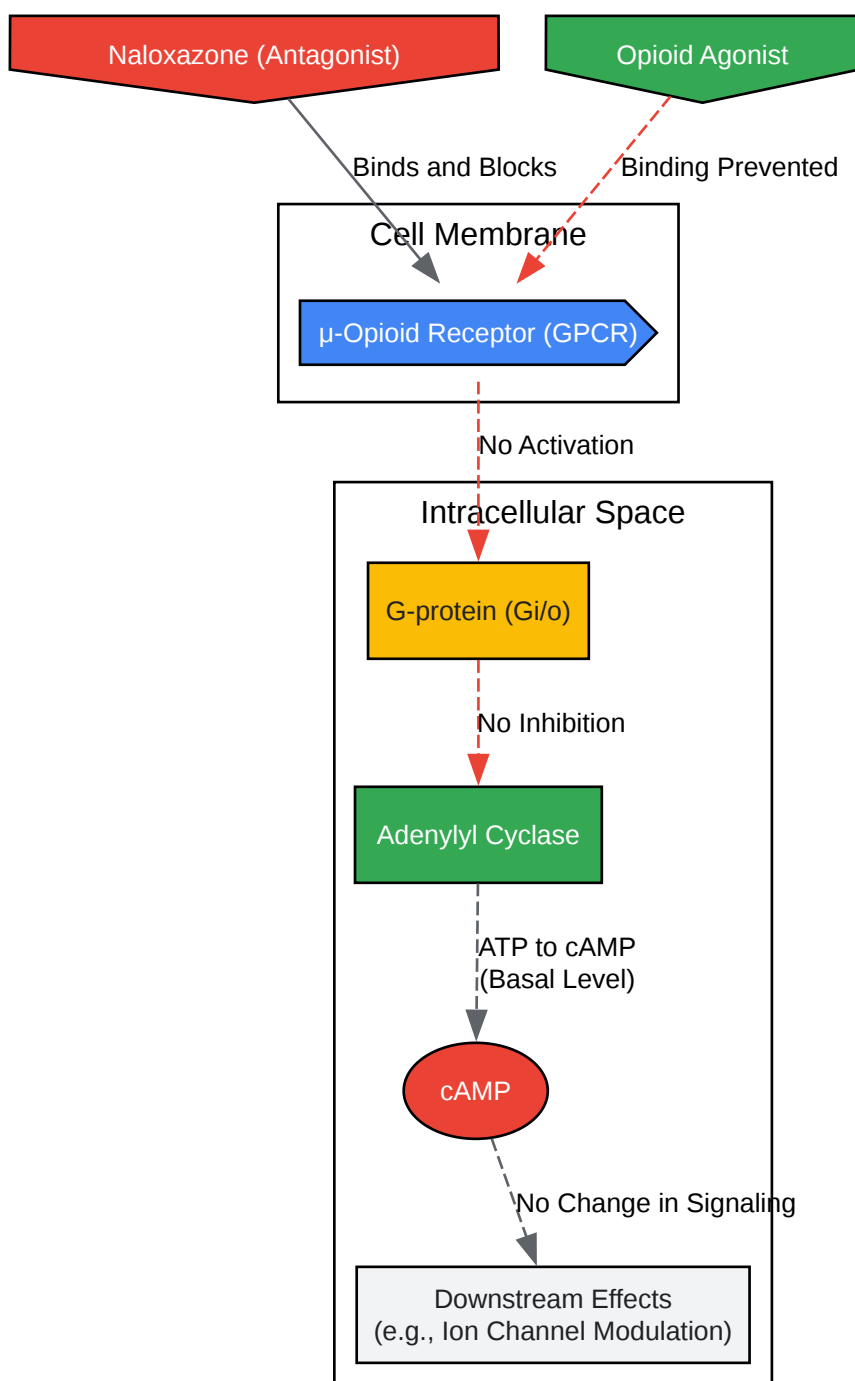 Naloxazone (Antagonist)
Opioid Agonist
Binds and Blocks
Binding Prevented
Cell Membrane
μ-Opioid Receptor (GPCR)
No Activation
Intracellular Space
G-protein (Gi/o)
No Inhibition
Adenylyl Cyclase
ATP to cAMP
(Basal Level)
cAMP
No Change in Signaling
Downstream Effects
(e.g., Ion Channel Modulation)